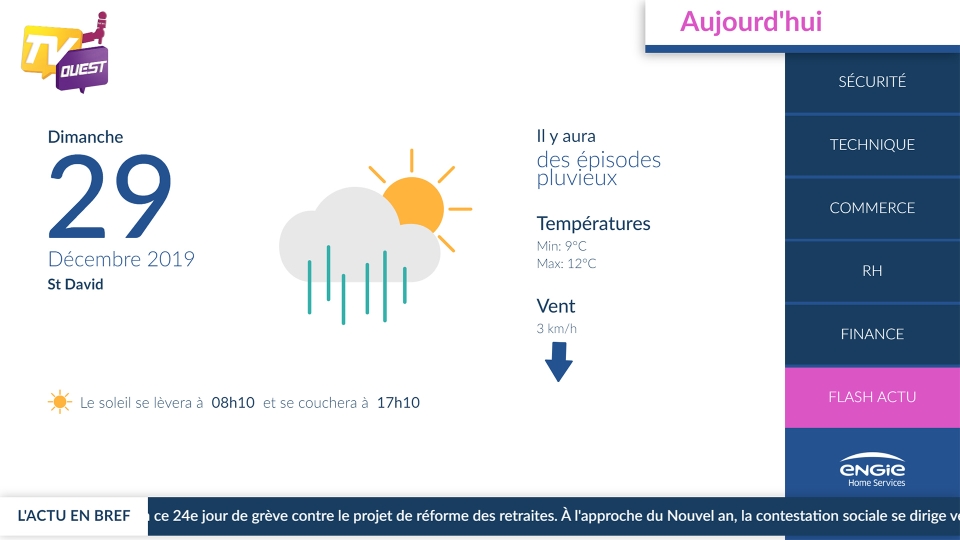 TV
OUEST
Aujourd'hui
Dimanche
29
Décembre 2019
St David
Il y aura
des épisodes
pluvieux
Températures
Min: 9°C
Max: 12°C
Vent
3 km/h
Le soleil se lèvera à 08h10 et se couchera à 17h10
SÉCURITÉ
TECHNIQUE
COMMERCE
RH
FINANCE
FLASH ACTU
ENGIE
Home Services
L'ACTU EN BREF
ce 24e jour de grève contre le projet de réforme des retraites. À l'approche du Nouvel an, la contestation sociale se dirige